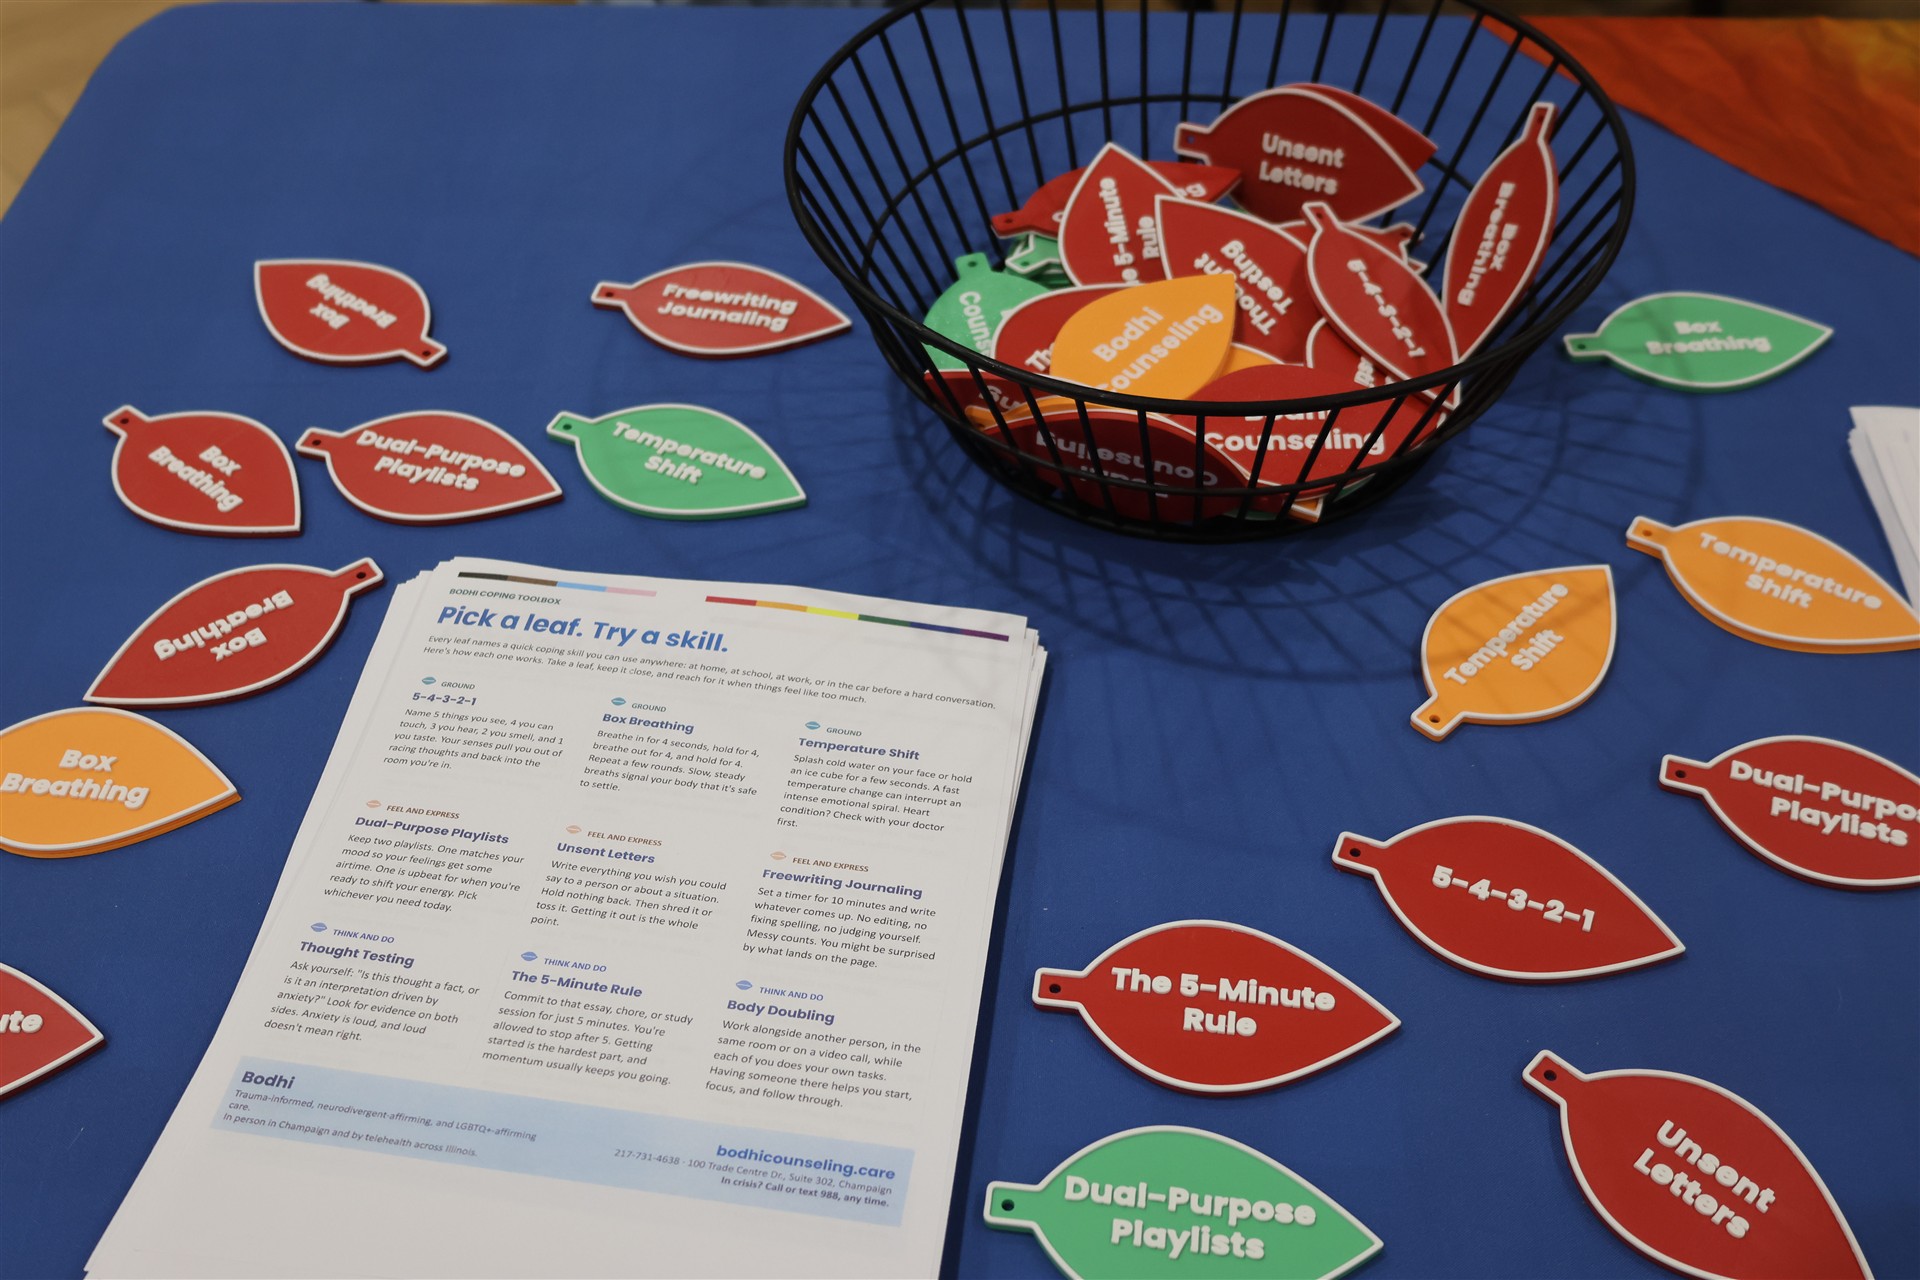 Unsent
Letters
5-Minute
Rule
Thought
Testing
5-4-3-2-1
Box
Breathing
Bodhi
Counseling
Counseling
Counseling
Box
Breathing
Freewriting
Journaling
Box
Breathing
Box
Breathing
Dual-Purpose
Playlists
Temperature
Shift
Temperature
Shift
Temperature
Shift
Box
Breathing
Box
Breathing
BODHI COPING TOOLBOX
Pick a leaf. Try a skill.
Every leaf names a quick coping skill you can use anywhere: at home, at school, at work, or in the car before a hard conversation.
Here's how each one works. Take a leaf, keep it close, and reach for it when things feel like too much.
GROUND
5-4-3-2-1
Name 5 things you see, 4 you can
touch, 3 you hear, 2 you smell, and 1
you taste. Your senses pull you out of
racing thoughts and back into the
room you're in.
GROUND
Box Breathing
Breathe in for 4 seconds, hold for 4,
breathe out for 4, and hold for 4.
Repeat a few rounds. Slow, steady
breaths signal your body that it's safe
to settle.
GROUND
Temperature Shift
Splash cold water on your face or hold
an ice cube for a few seconds. A fast
temperature change can interrupt an
intense emotional spiral. Heart
condition? Check with your doctor
first.
FEEL AND EXPRESS
Dual-Purpose Playlists
Keep two playlists. One matches your
mood so your feelings get some
airtime. One is upbeat for when you're
ready to shift your energy. Pick
whichever you need today.
FEEL AND EXPRESS
Unsent Letters
Write everything you wish you could
say to a person or about a situation.
Hold nothing back. Then shred it or
toss it. Getting it out is the whole
point.
FEEL AND EXPRESS
Freewriting Journaling
Set a timer for 10 minutes and write
whatever comes up. No editing, no
fixing spelling, no judging yourself.
Messy counts. You might be surprised
by what lands on the page.
THINK AND DO
Thought Testing
Ask yourself: "Is this thought a fact, or
is it an interpretation driven by
anxiety?" Look for evidence on both
sides. Anxiety is loud, and loud
doesn't mean right.
THINK AND DO
The 5-Minute Rule
Commit to that essay, chore, or study
session for just 5 minutes. You're
allowed to stop after 5. Getting
started is the hardest part, and
momentum usually keeps you going.
THINK AND DO
Body Doubling
Work alongside another person, in the
same room or on a video call, while
each of you does your own tasks.
Having someone there helps you start,
focus, and follow through.
Bodhi
Trauma-informed, neurodivergent-affirming, and LGBTQ+-affirming
care.
In person in Champaign and by telehealth across Illinois.
bodhicounseling.care
217-731-4638 - 100 Trade Centre Dr., Suite 302, Champaign
In crisis? Call or text 988, any time.
Dual-Purpo
Playlists
5-4-3-2-1
The 5-Minute
Rule
Unsent
Letters
Dual-Purpose
Playlists